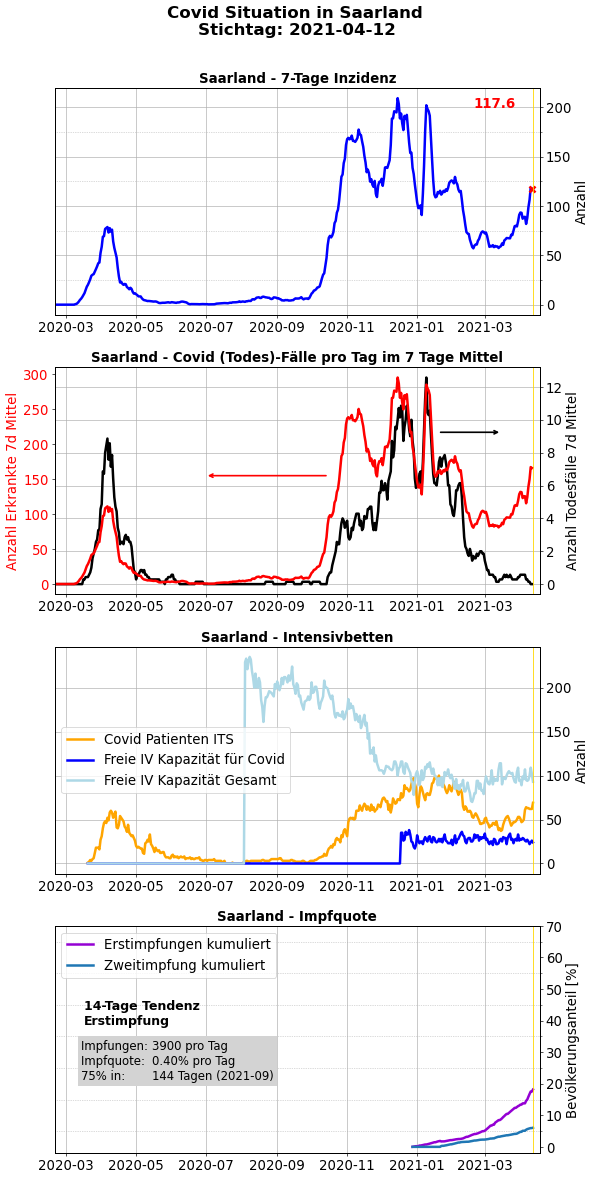 Covid Situation in Saarland
Stichtag: 2021-04-12
Saarland - 7-Tage Inzidenz
117.6
200
150
100
50
0
Anzahl
2020-03 2020-05 2020-07 2020-09 2020-11 2021-01 2021-03
Saarland - Covid (Todes)-Fälle pro Tag im 7 Tage Mittel
Anzahl Erkrankte 7d Mittel
300
250
200
150
100
50
0
12
10
8
6
4
2
0
Anzahl Todesfälle 7d Mittel
2020-03 2020-05 2020-07 2020-09 2020-11 2021-01 2021-03
Saarland - Intensivbetten
Covid Patienten ITS
Freie IV Kapazität für Covid
Freie IV Kapazität Gesamt
200
150
100
50
0
Anzahl
2020-03 2020-05 2020-07 2020-09 2020-11 2021-01 2021-03
Saarland - Impfquote
Erstimpfungen kumuliert
Zweitimpfung kumuliert
14-Tage Tendenz
Erstimpfung
Impfungen: 3900 pro Tag
Impfquote: 0.40% pro Tag
75% in: 144 Tagen (2021-09)
70
60
50
40
30
20
10
0
Bevölkerungsanteil [%]
2020-03 2020-05 2020-07 2020-09 2020-11 2021-01 2021-03